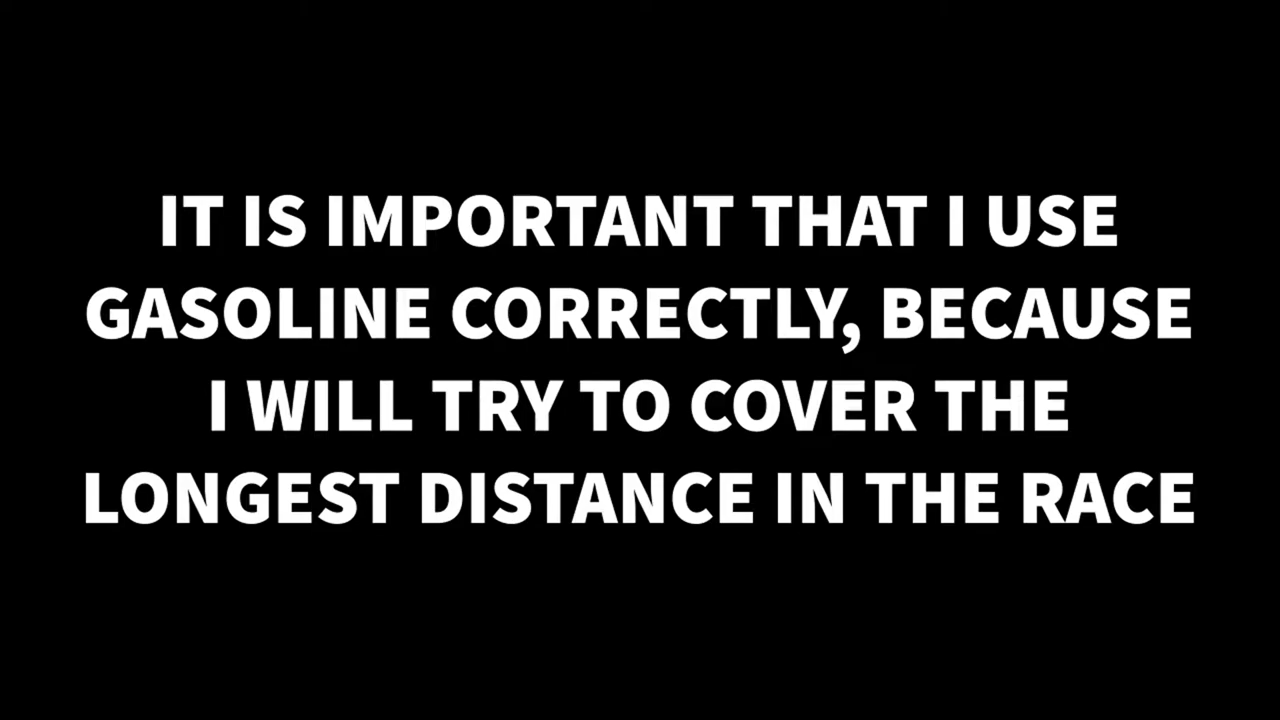 IT IS IMPORTANT THAT I USE
GASOLINE CORRECTLY, BECAUSE
I WILL TRY TO COVER THE
LONGEST DISTANCE IN THE RACE